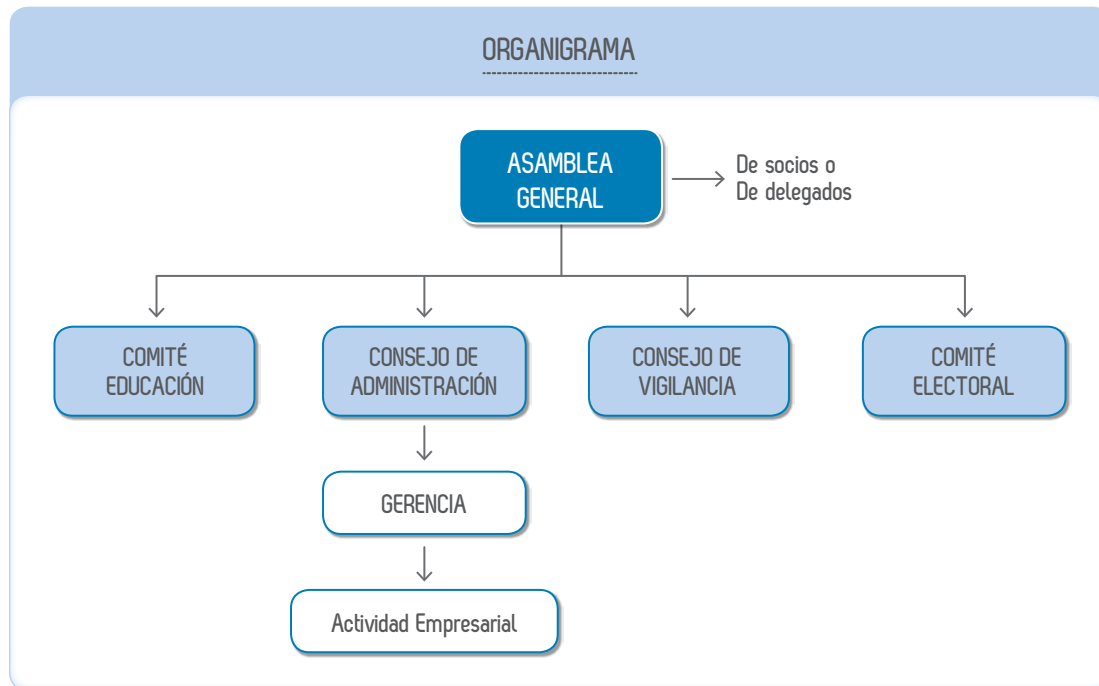 ORGANIGRAMA
ASAMBLEA
GENERAL
De socios o
De delegados
COMITÉ
EDUCACIÓN
CONSEJO DE
ADMINISTRACIÓN
CONSEJO DE
VIGILANCIA
COMITÉ
ELECTORAL
GERENCIA
Actividad Empresarial